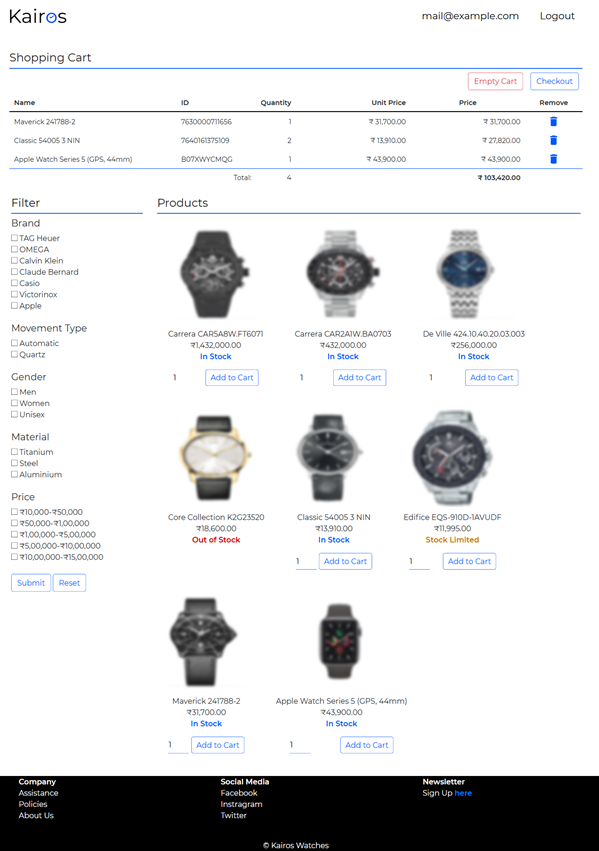 Kairos
mail@example.com Logout
Shopping Cart
Empty Cart Checkout
Name ID Quantity Unit Price Price Remove
Maverick 241788-2 7630000711656 1 ₹ 31,700.00 ₹ 31,700.00
Classic 54005 3 NIN 7640161375109 2 ₹ 13,910.00 ₹ 27,820.00
Apple Watch Series 5 (GPS, 44mm) B07XWYCMQG 1 ₹ 43,900.00 ₹ 43,900.00
Total: 4 ₹ 103,420.00
Filter
Brand
TAG Heuer
OMEGA
Calvin Klein
Claude Bernard
Casio
Victorinox
Apple
Movement Type
Automatic
Quartz
Gender
Men
Women
Unisex
Material
Titanium
Steel
Aluminium
Price
₹10,000-₹50,000
₹50,000-₹1,00,000
₹1,00,000-₹5,00,000
₹5,00,000-₹10,00,000
₹10,00,000-₹15,00,000
Submit Reset
Products
Carrera CAR5A8W.FT6071 Carrera CAR2A1W.BA0703 De Ville 424.10.40.20.03.003
₹1,432,000.00 ₹432,000.00 ₹256,000.00
In Stock In Stock In Stock
1 Add to Cart 1 Add to Cart 1 Add to Cart
Core Collection K2G23520 Classic 54005 3 NIN Edifice EQS-910D-1AVUDF
₹18,600.00 ₹13,910.00 ₹11,995.00
Out of Stock In Stock Stock Limited
1 Add to Cart 1 Add to Cart
Maverick 241788-2 Apple Watch Series 5 (GPS, 44mm)
₹31,700.00 ₹43,900.00
In Stock In Stock
1 Add to Cart 1 Add to Cart
Company Social Media Newsletter
Assistance Facebook Sign Up here
Policies Instragram
About Us Twitter
© Kairos Watches